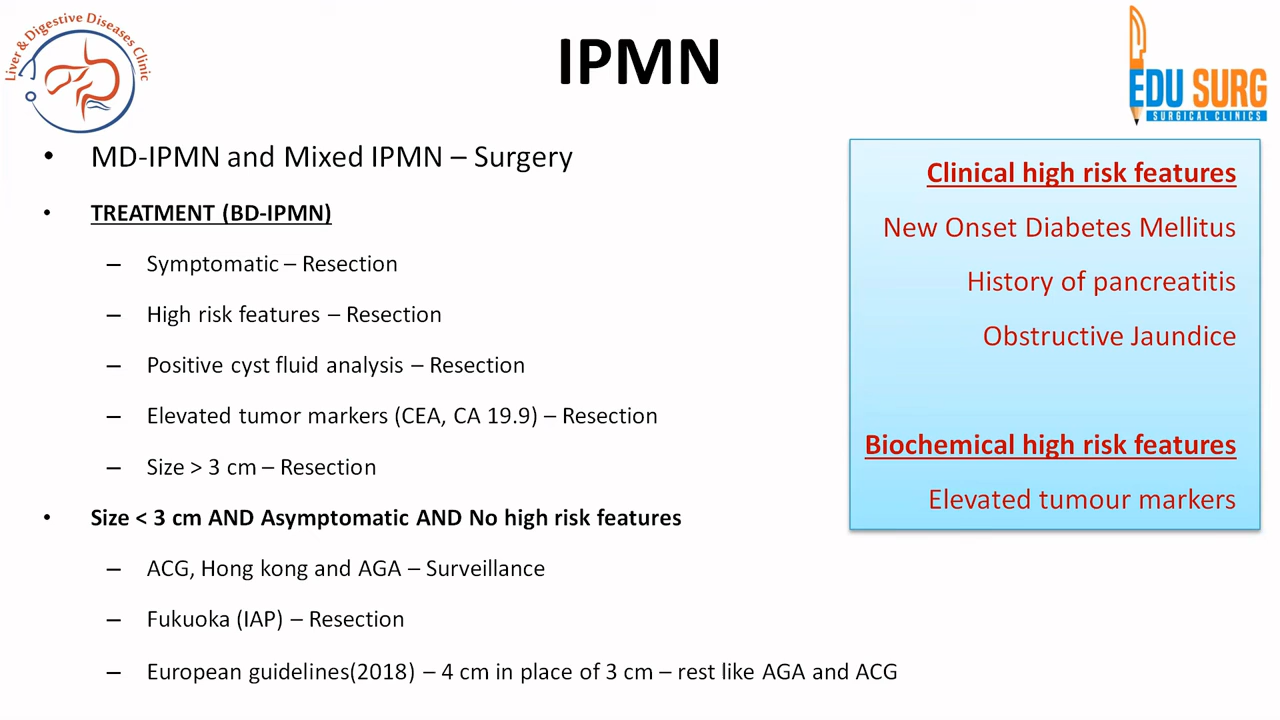 Liver & Digestive Diseases Clinic
IPMN
EDU SURG
SURGICAL CLINICS
• MD-IPMN and Mixed IPMN – Surgery
• TREATMENT (BD-IPMN)
– Symptomatic – Resection
– High risk features – Resection
– Positive cyst fluid analysis – Resection
– Elevated tumor markers (CEA, CA 19.9) – Resection
– Size > 3 cm – Resection
• Size < 3 cm AND Asymptomatic AND No high risk features
– ACG, Hong kong and AGA – Surveillance
– Fukuoka (IAP) – Resection
– European guidelines(2018) – 4 cm in place of 3 cm – rest like AGA and ACG
Clinical high risk features
New Onset Diabetes Mellitus
History of pancreatitis
Obstructive Jaundice
Biochemical high risk features
Elevated tumour markers